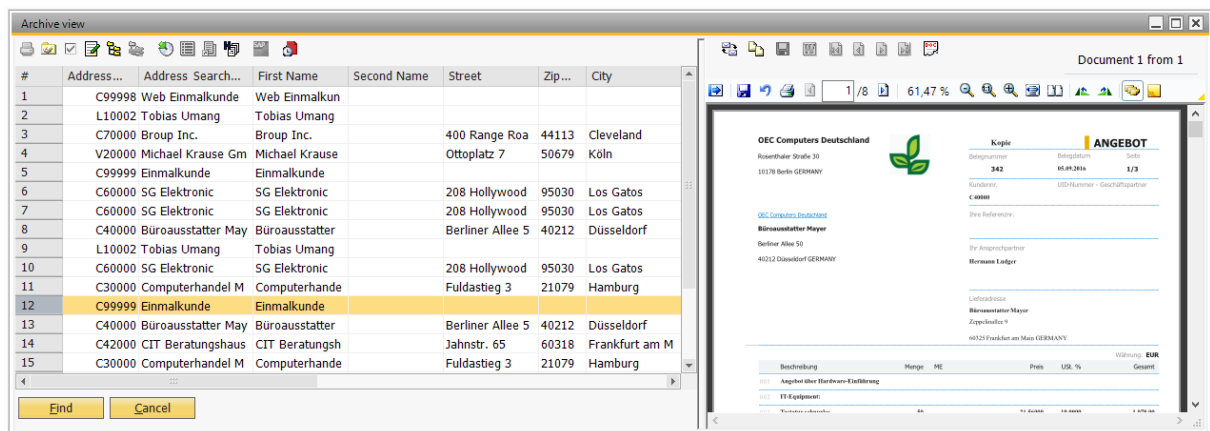 Archive view
# Address... Address Search... First Name Second Name Street Zip... City
1 C99998 Web Einmalkunde Web Einmalkun
2 L10002 Tobias Umang Tobias Umang
3 C70000 Broup Inc. Broup Inc. 400 Range Roa 44113 Cleveland
4 V20000 Michael Krause Gm Michael Krause Ottoplatz 7 50679 Köln
5 C99999 Einmalkunde Einmalkunde
6 C60000 SG Elektronic SG Elektronic 208 Hollywood 95030 Los Gatos
7 C60000 SG Elektronic SG Elektronic 208 Hollywood 95030 Los Gatos
8 C40000 Büroausstatter May Büroausstatter Berliner Allee 5 40212 Düsseldorf
9 L10002 Tobias Umang Tobias Umang
10 C60000 SG Elektronic SG Elektronic 208 Hollywood 95030 Los Gatos
11 C30000 Computerhandel M Computerhande Fuldastieg 3 21079 Hamburg
12 C99999 Einmalkunde Einmalkunde
13 C40000 Büroausstatter May Büroausstatter Berliner Allee 5 40212 Düsseldorf
14 C42000 CIT Beratungshaus CIT Beratungsh Jahnstr. 65 60318 Frankfurt am M
15 C30000 Computerhandel M Computerhande Fuldastieg 3 21079 Hamburg
Find Cancel
Document 1 from 1
1 /8 61,47 %
OEC Computers Deutschland
Rosenthaler Straße 30
10178 Berlin GERMANY
Kopie ANGEBOT
Belegnummer Belegdatum Seite
342 05.09.2016 1/3
Kundennr. UID-Nummer - Geschäftspartner
C40000
OEC Computers Deutschland
Büroausstatter Mayer
Berliner Allee 50
40212 Düsseldorf GERMANY
Ihre Referenznr.
Ihr Ansprechpartner
Hermann Ludger
Lieferadresse
Büroausstatter Mayer
Zeppelinallee 9
60325 Frankfurt am Main GERMANY
Währung: EUR
Beschreibung Menge ME Preis USt. % Gesamt
001 Angebot über Hardware-Einführung
002 IT-Equipment: